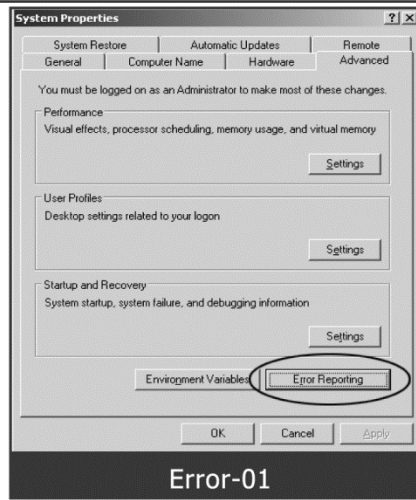 System Properties
System Restore Automatic Updates Remote
General Computer Name Hardware Advanced
You must be logged on as an Administrator to make most of these changes.
Performance
Visual effects, processor scheduling, memory usage, and virtual memory
Settings
User Profiles
Desktop settings related to your logon
Settings
Startup and Recovery
System startup, system failure, and debugging information
Settings
Environment Variables Error Reporting
OK Cancel Apply
Error-01